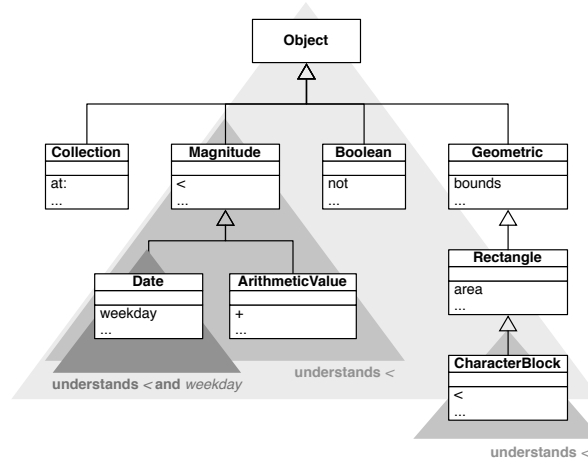 Object
Collection
at:
...
Magnitude
<
...
Boolean
not
...
Geometric
bounds
...
Date
weekday
...
ArithmeticValue
+
...
Rectangle
area
...
understands < and weekday
understands <
CharacterBlock
<
...
understands <